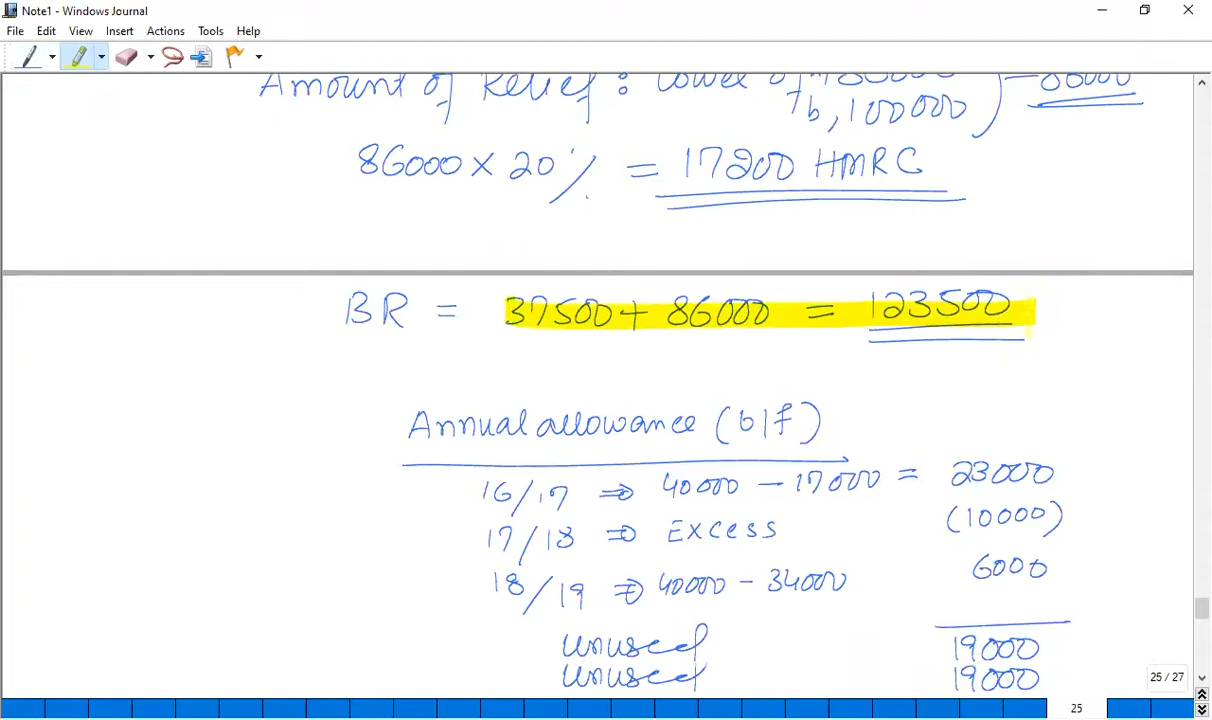 Note1 - Windows Journal
File Edit View Insert Actions Tools Help
Amount of Relief : Lower of
b, 100000 ) - 86000
86000 × 20% = 17200 HMRC
BR = 37500 + 86000 = 123500
Annual allowance (b/f)
16/17 ⇒ 40000 - 17000 = 23000
17/18 ⇒ Excess (10000)
18/19 ⇒ 40000 - 34000 6000
unused 19000
unused 19000
25 / 27
25